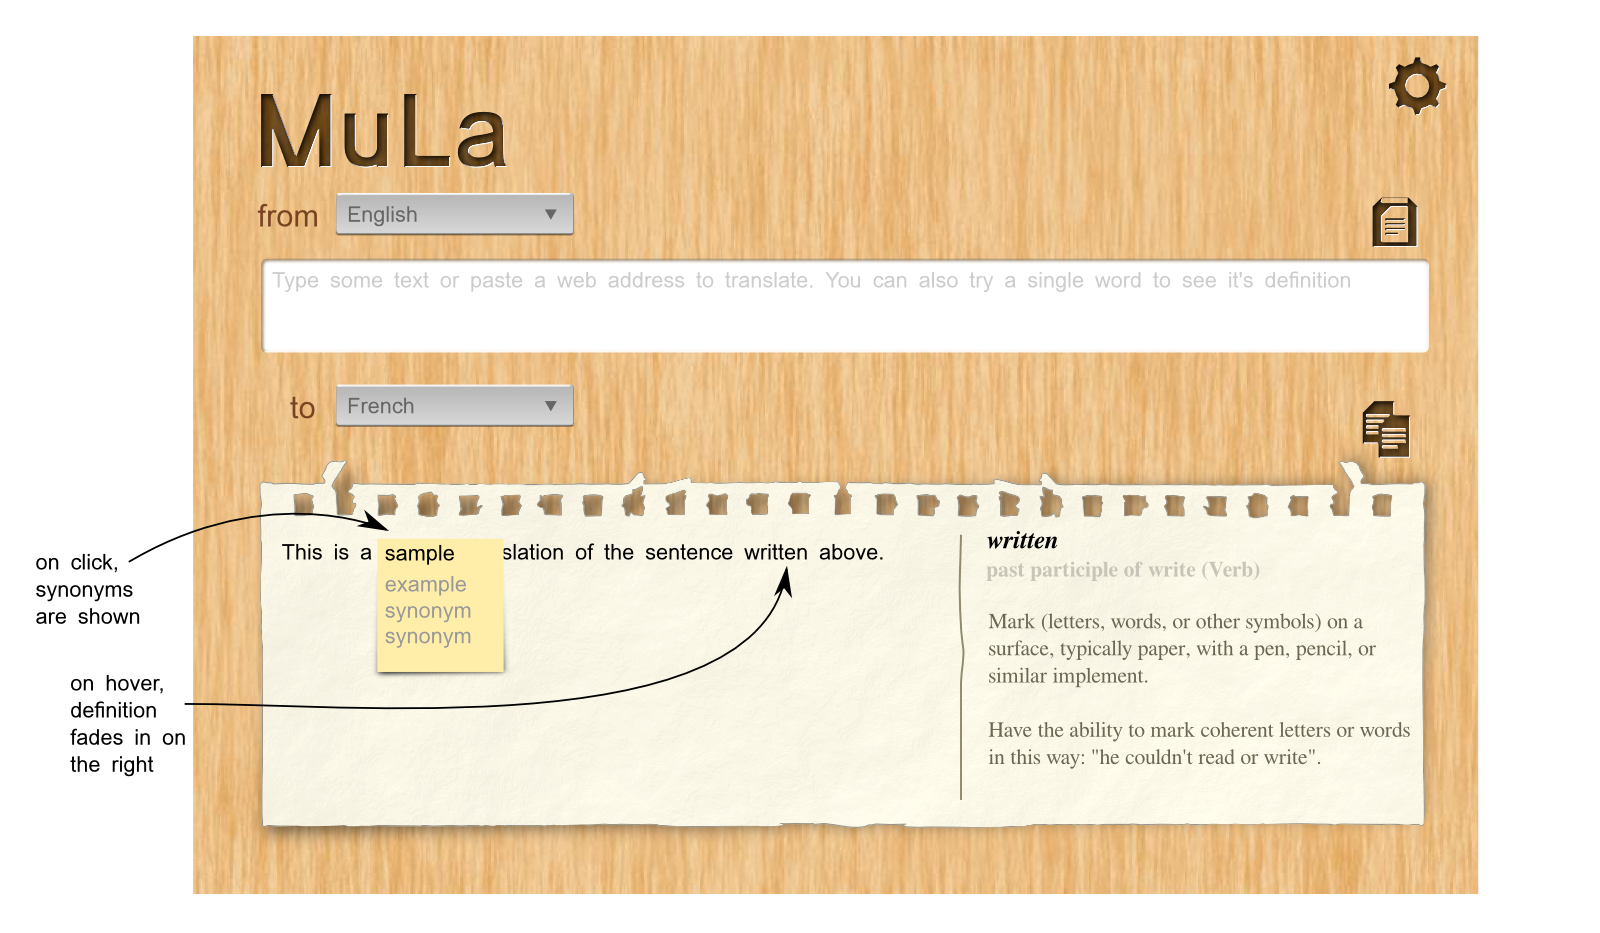 MuLa
from English
Type some text or paste a web address to translate. You can also try a single word to see it's definition
to French
This is a sample slation of the sentence written above.
example
synonym
synonym
written
past participle of write (Verb)
Mark (letters, words, or other symbols) on a
surface, typically paper, with a pen, pencil, or
similar implement.
Have the ability to mark coherent letters or words
in this way: "he couldn't read or write".
on click,
synonyms
are shown
on hover,
definition
fades in on
the right